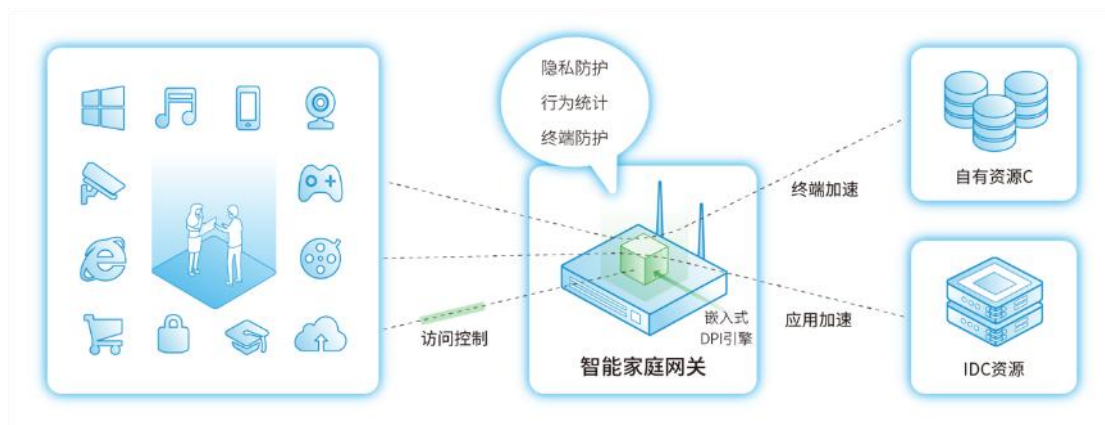 隐私防护
行为统计
终端防护
访问控制
嵌入式
DPI引擎
智能家庭网关
终端加速
应用加速
自有资源C
IDC资源